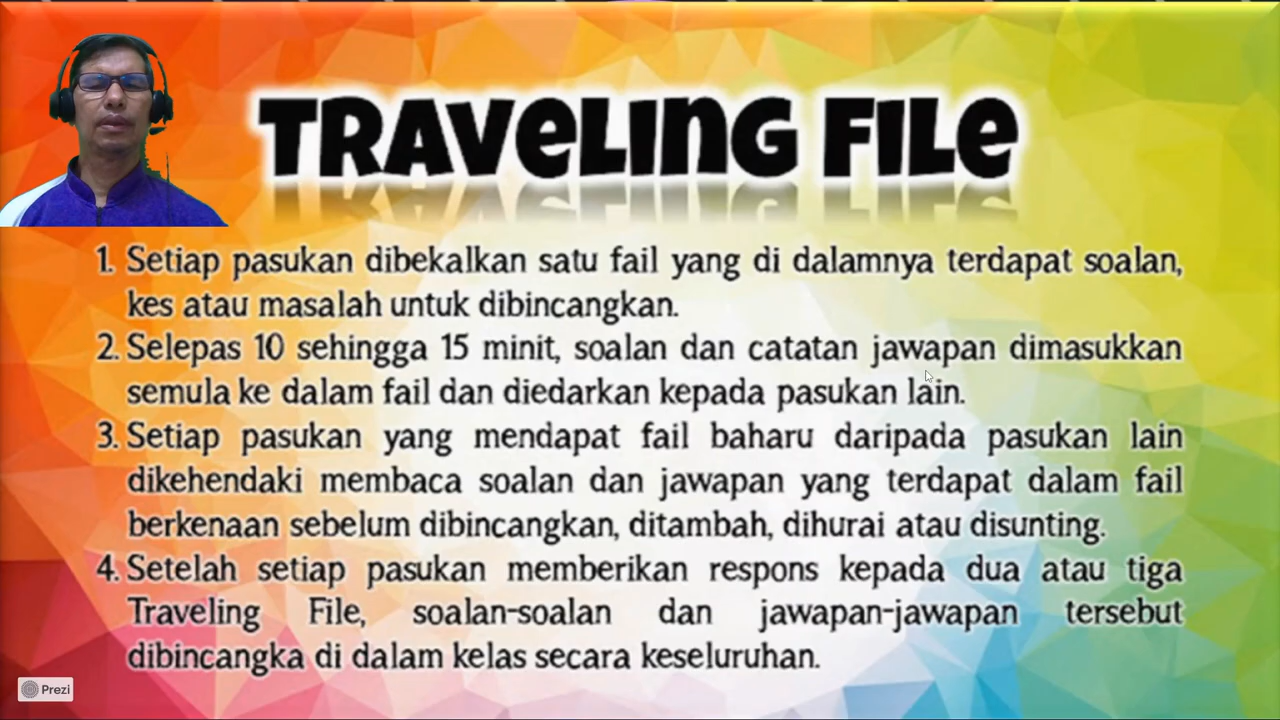 TRAVELING FILE
1. Setiap pasukan dibekalkan satu fail yang di dalamnya terdapat soalan,
kes atau masalah untuk dibincangkan.
2. Selepas 10 sehingga 15 minit, soalan dan catatan jawapan dimasukkan
semula ke dalam fail dan diedarkan kepada pasukan lain.
3. Setiap pasukan yang mendapat fail baharu daripada pasukan lain
dikehendaki membaca soalan dan jawapan yang terdapat dalam fail
berkenaan sebelum dibincangkan, ditambah, dihurai atau disunting.
4. Setelah setiap pasukan memberikan respons kepada dua atau tiga
Traveling File, soalan-soalan dan jawapan-jawapan tersebut
dibincangka di dalam kelas secara keseluruhan.
Prezi